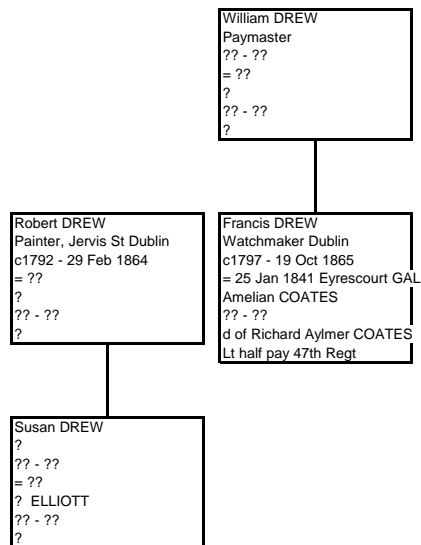 William DREW
Paymaster
?? - ??
= ??
?
?? - ??
?
Robert DREW
Painter, Jervis St Dublin
c1792 - 29 Feb 1864
= ??
?
?? - ??
?
Francis DREW
Watchmaker Dublin
c1797 - 19 Oct 1865
= 25 Jan 1841 Eyrescourt GAL
Amelian COATES
?? - ??
d of Richard Aylmer COATES
Lt half pay 47th Regt
Susan DREW
?
?? - ??
= ??
? ELLIOTT
?? - ??
?